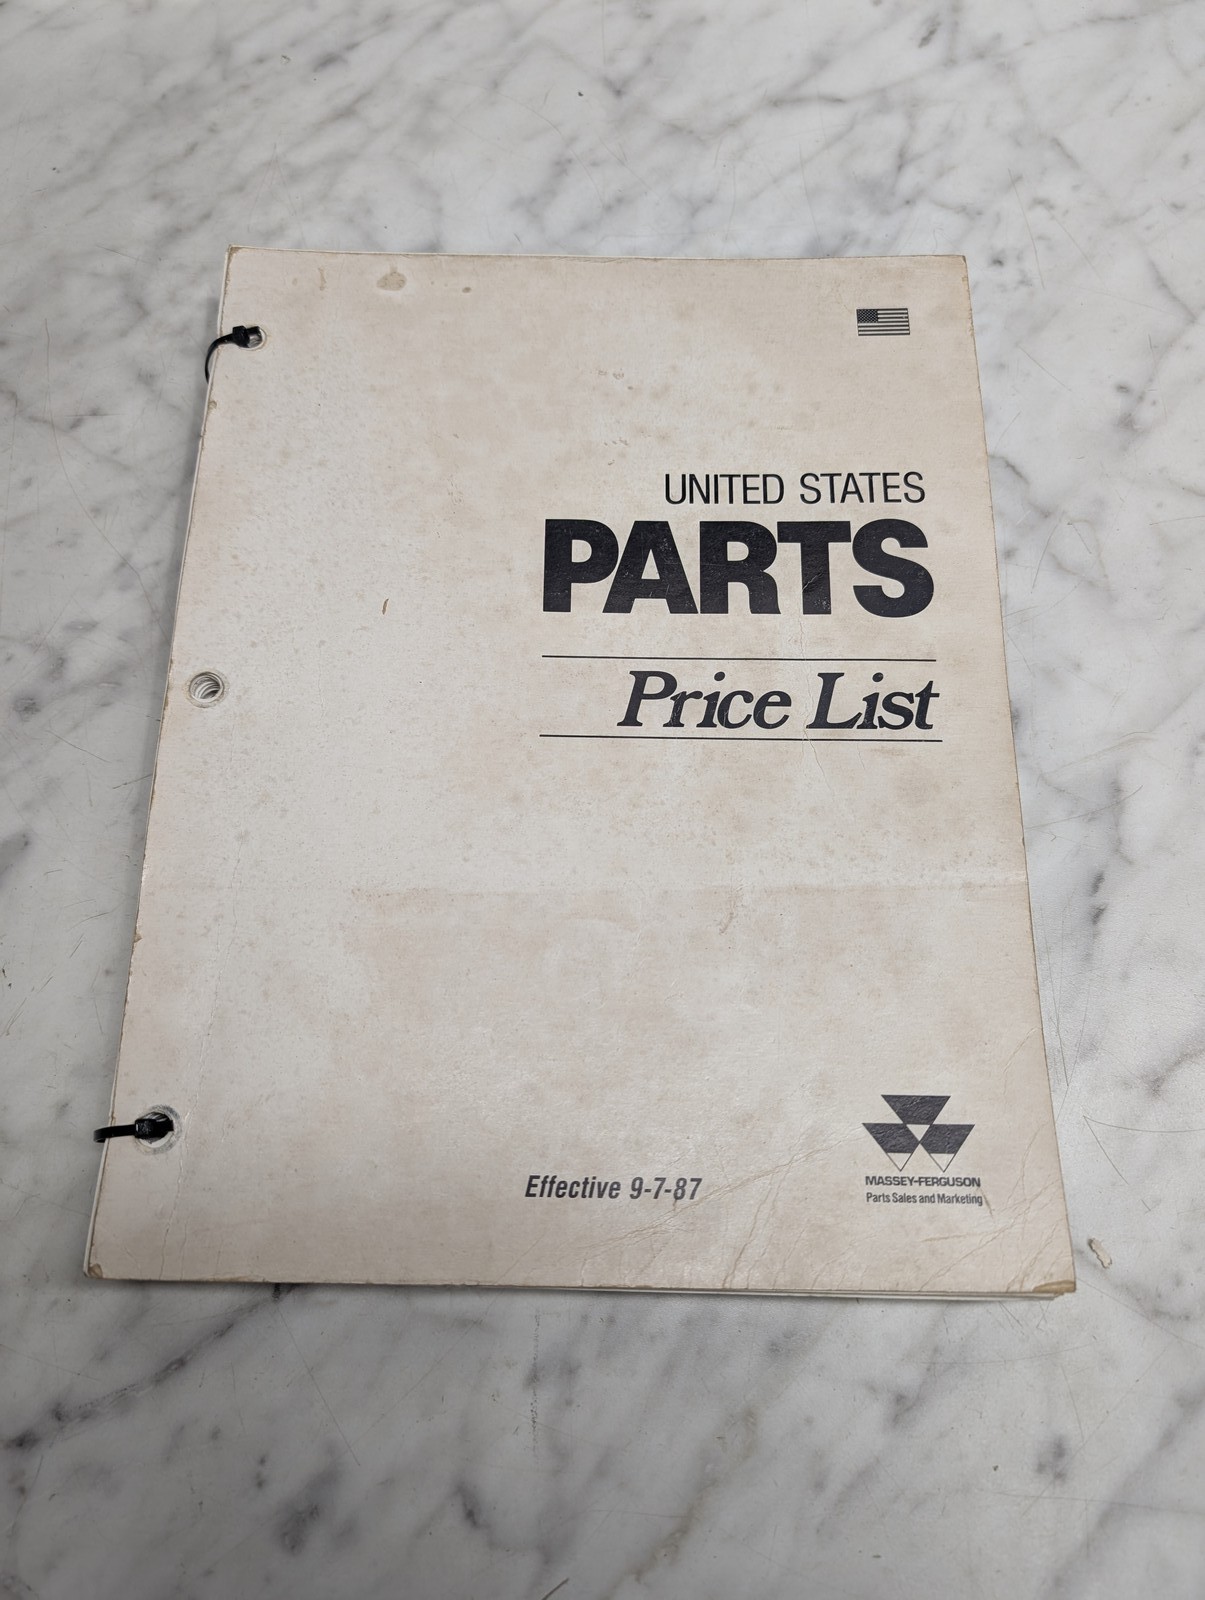 UNITED STATES
PARTS
Price List
Effective 9-7-87
MASSEY-FERGUSON
Parts Sales and Marketing